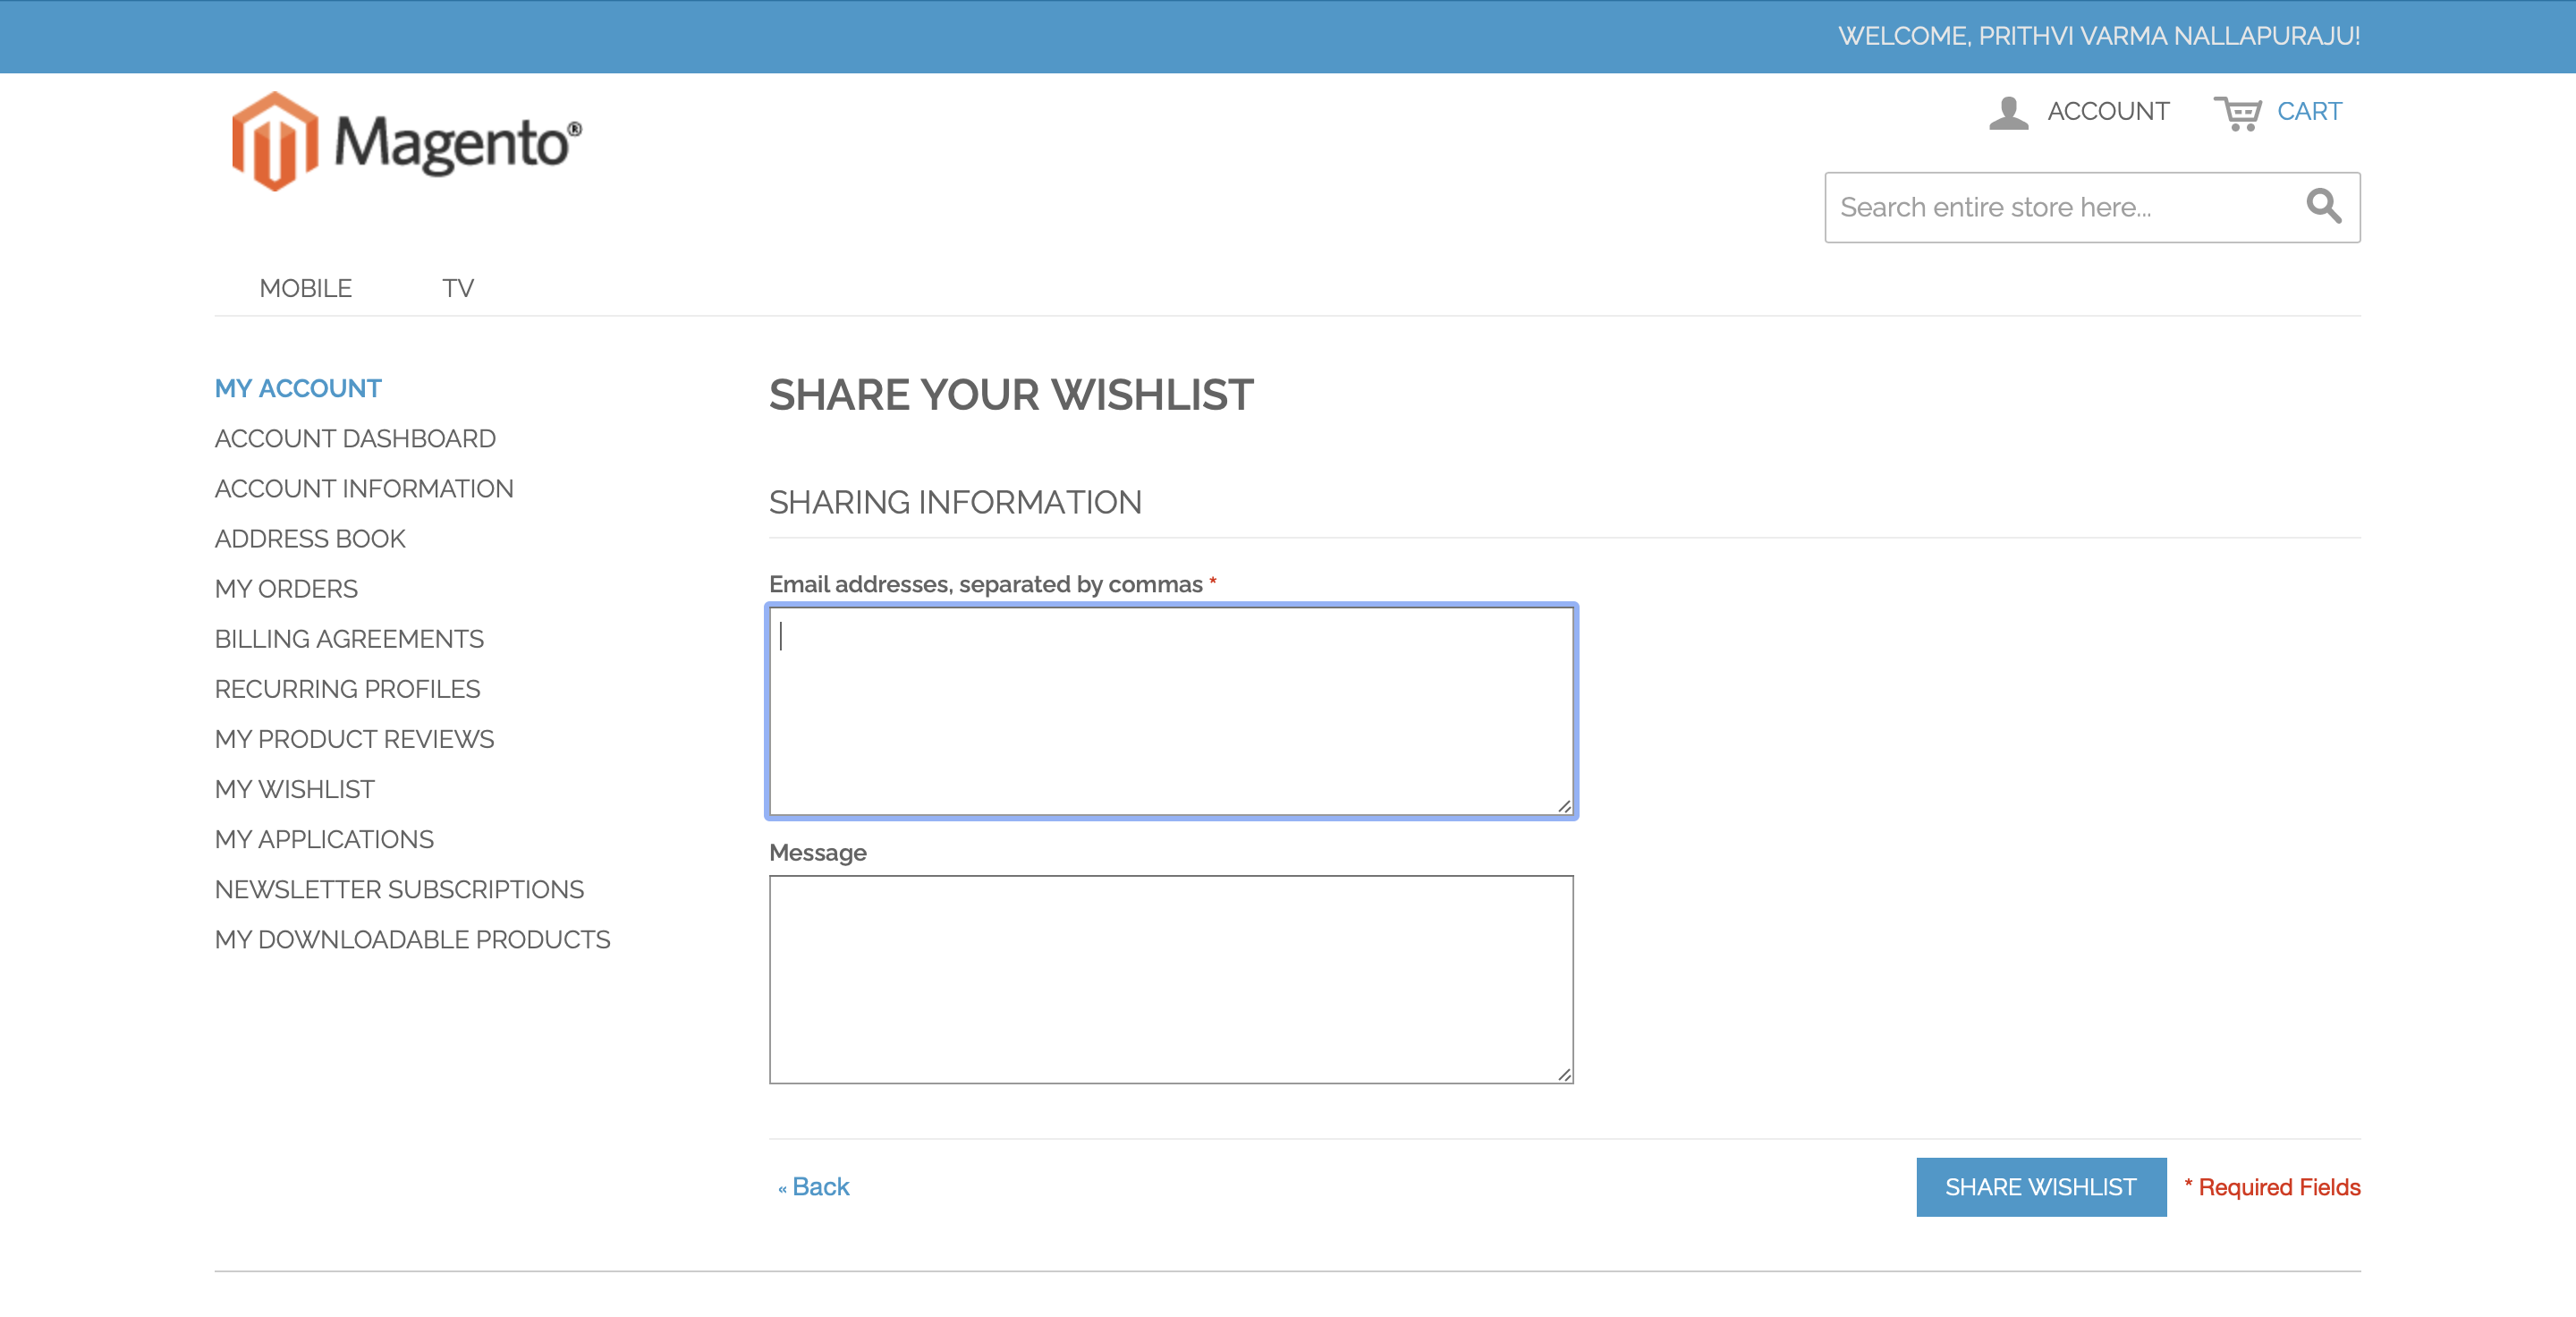 WELCOME, PRITHVI VARMA NALLAPURAJU!
Magento®
ACCOUNT
CART
Search entire store here...
MOBILE
TV
MY ACCOUNT
ACCOUNT DASHBOARD
ACCOUNT INFORMATION
ADDRESS BOOK
MY ORDERS
BILLING AGREEMENTS
RECURRING PROFILES
MY PRODUCT REVIEWS
MY WISHLIST
MY APPLICATIONS
NEWSLETTER SUBSCRIPTIONS
MY DOWNLOADABLE PRODUCTS
SHARE YOUR WISHLIST
SHARING INFORMATION
Email addresses, separated by commas *
Message
« Back
SHARE WISHLIST
* Required Fields